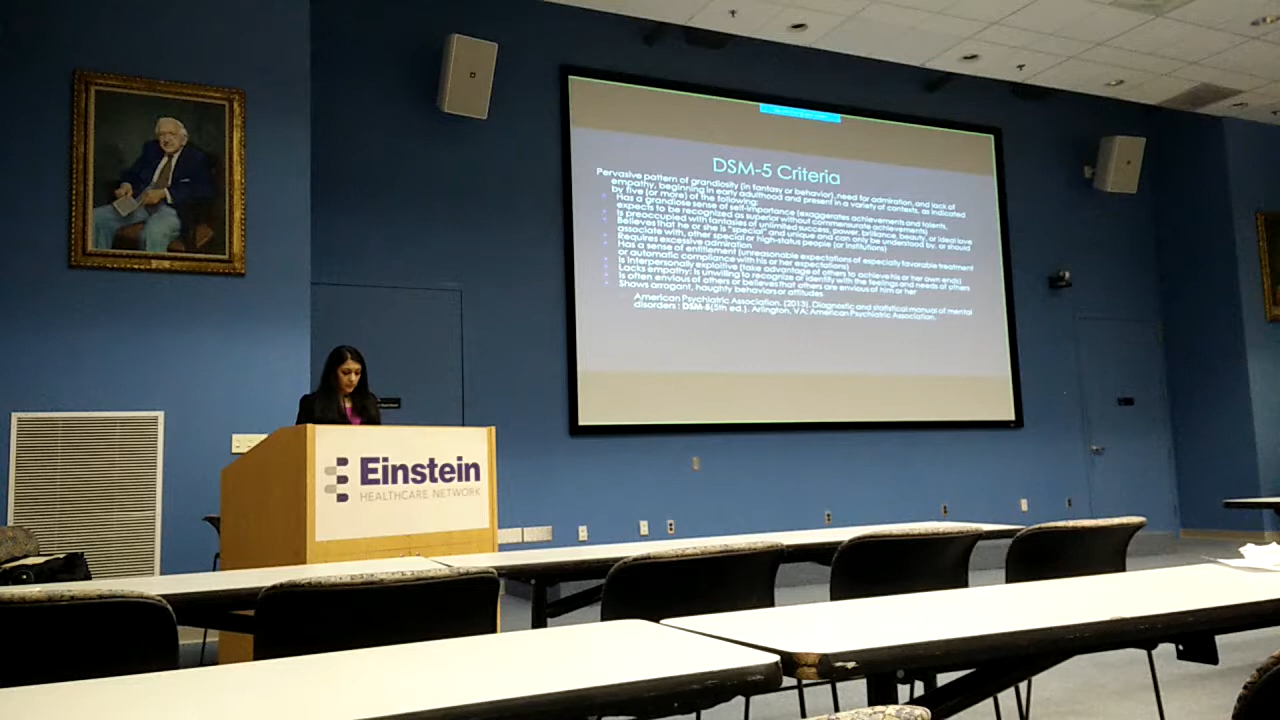 DSM-5 Criteria
Pervasive pattern of grandiosity (in fantasy or behavior), need for admiration, and lack of
empathy, beginning in early adulthood and present in a variety of contexts, as indicated
by five (or more) of the following:
Has a grandiose sense of self-importance (exaggerates achievements and talents,
expects to be recognized as superior without commensurate achievements)
Is preoccupied with fantasies of unlimited success, power, brilliance, beauty, or ideal love
Believes that he or she is "special" and unique and can only be understood by, or should
associate with, other special or high-status people (or institutions)
Requires excessive admiration
Has a sense of entitlement (unreasonable expectations of especially favorable treatment
or automatic compliance with his or her expectations)
Is interpersonally exploitive (take advantage of others to achieve his or her own ends)
Lacks empathy: is unwilling to recognize or identify with the feelings and needs of others
Is often envious of others or believes that others are envious of him or her
Shows arrogant, haughty behaviors or attitudes
American Psychiatric Association. (2013). Diagnostic and statistical manual of mental
disorders : DSM-5(5th ed.). Arlington, VA: American Psychiatric Association.
Einstein
HEALTHCARE NETWORK